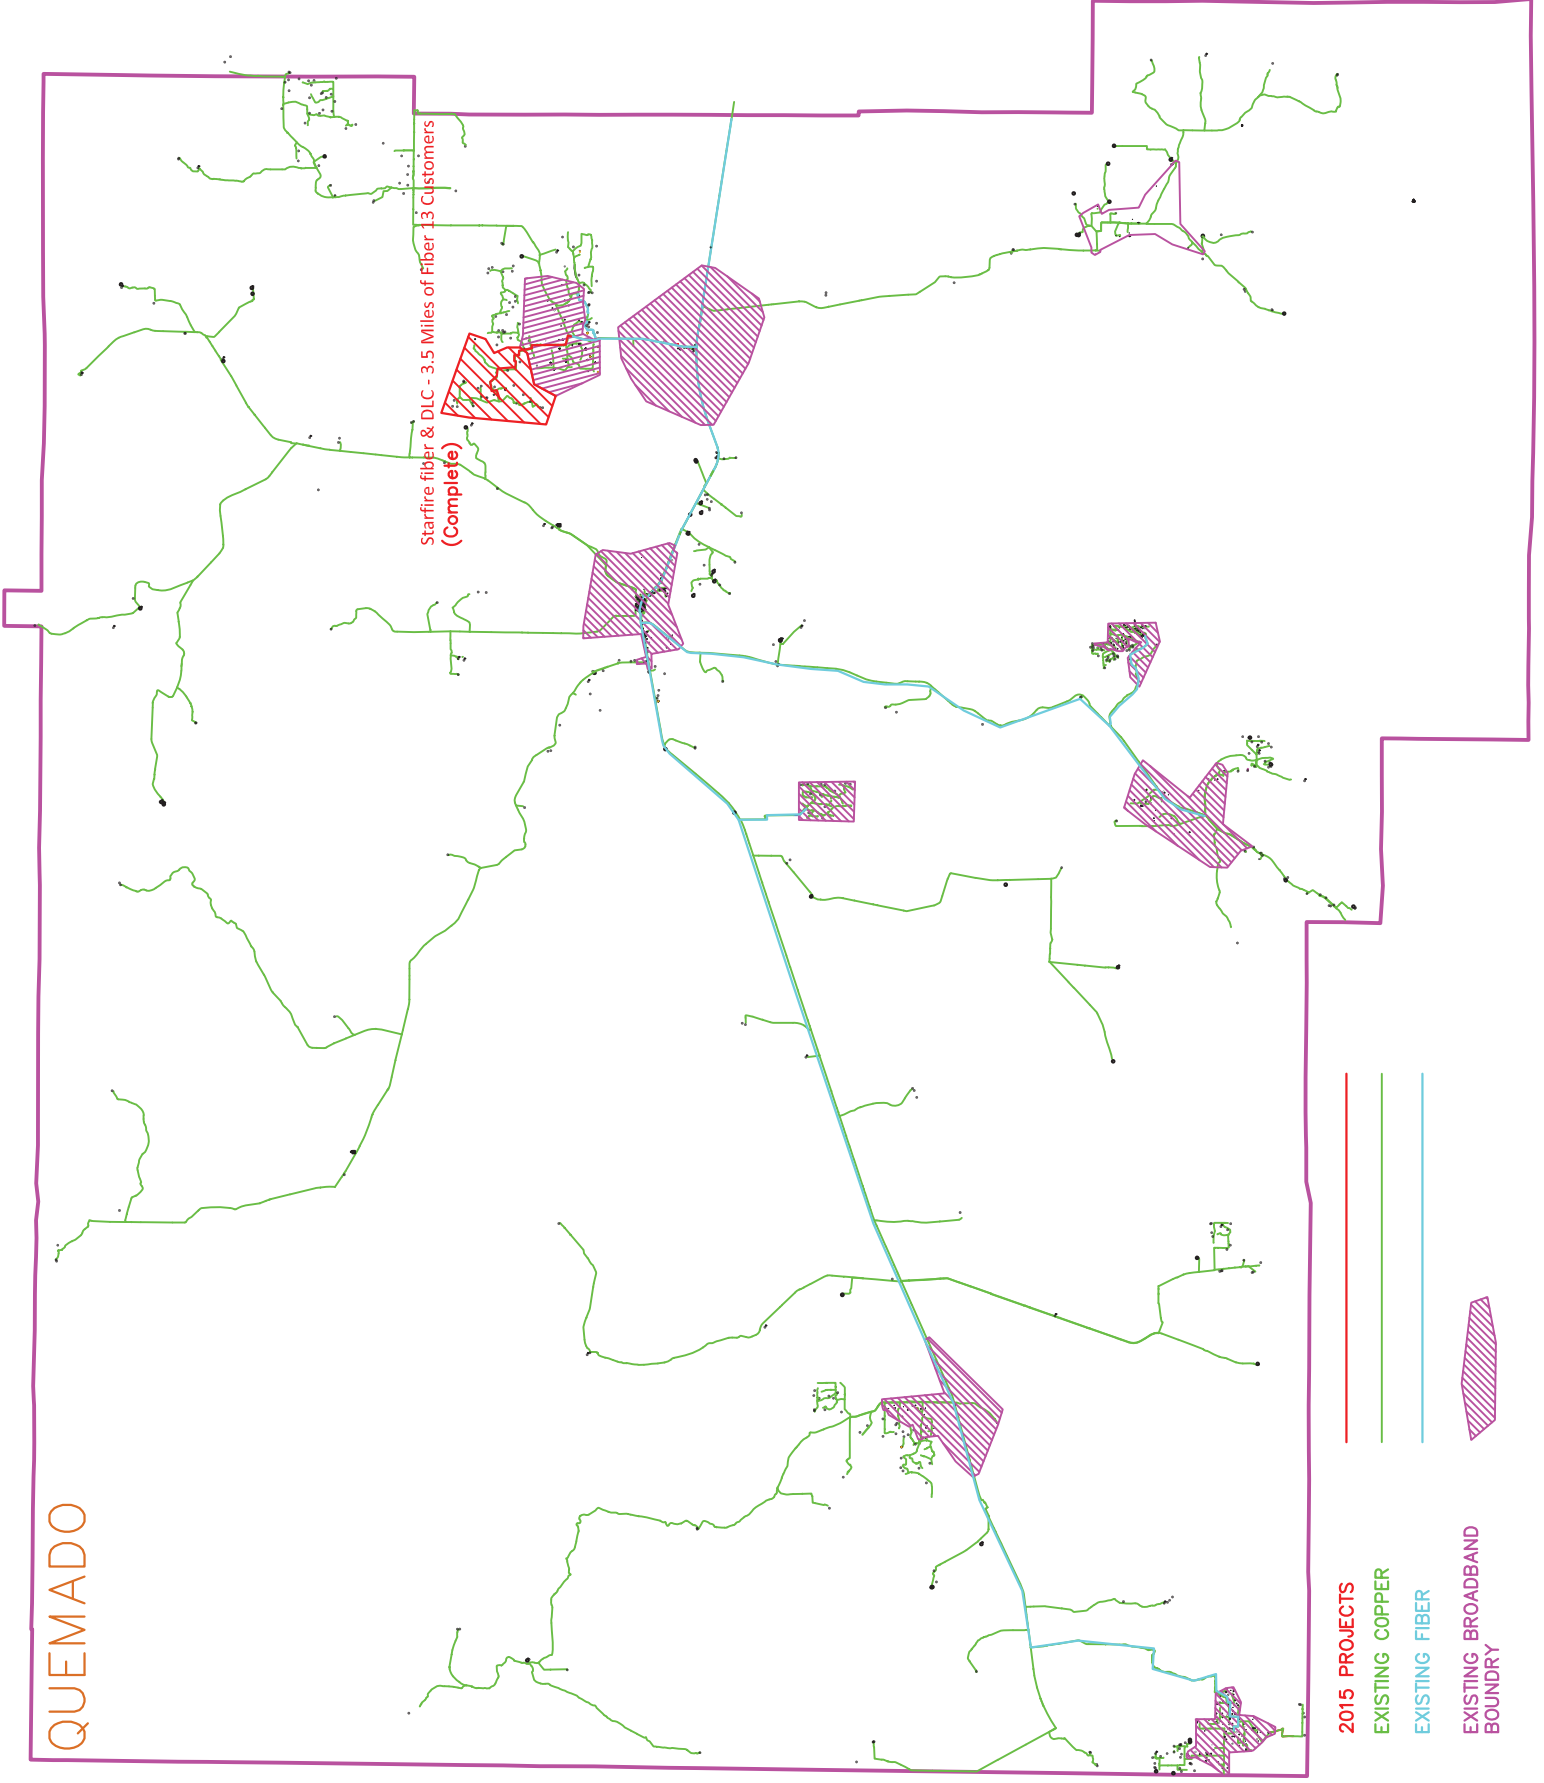 QUEMADO
Starfire fiber & DLC - 3.5 Miles of Fiber 13 Customers
(Complete)
2015 PROJECTS
EXISTING COPPER
EXISTING FIBER
EXISTING BROADBAND
BOUNDRY